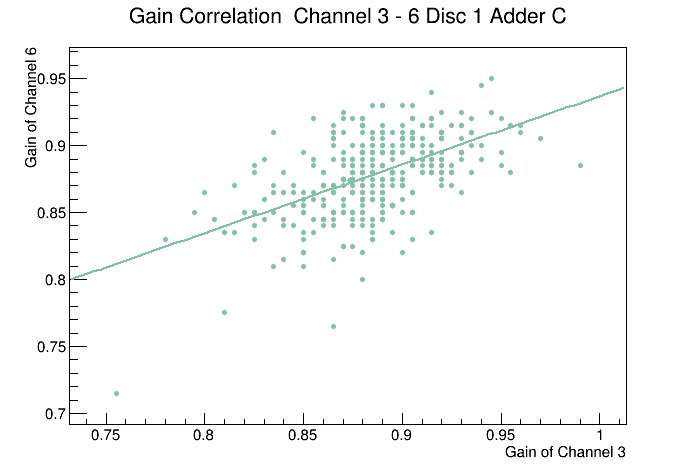 Gain Correlation  Channel 3 - 6 Disc 1 Adder C
Gain of Channel 6
0.95
0.9
0.85
0.8
0.75
0.7
0.75 0.8 0.85 0.9 0.95 1
Gain of Channel 3